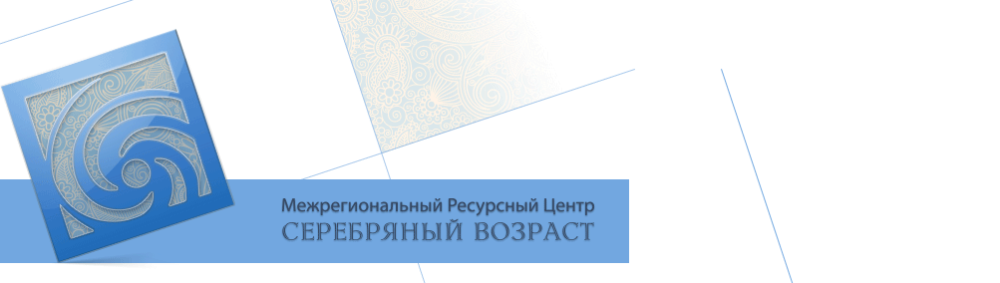 Межрегиональный Ресурсный Центр
СЕРЕБРЯНЫЙ ВОЗРАСТ